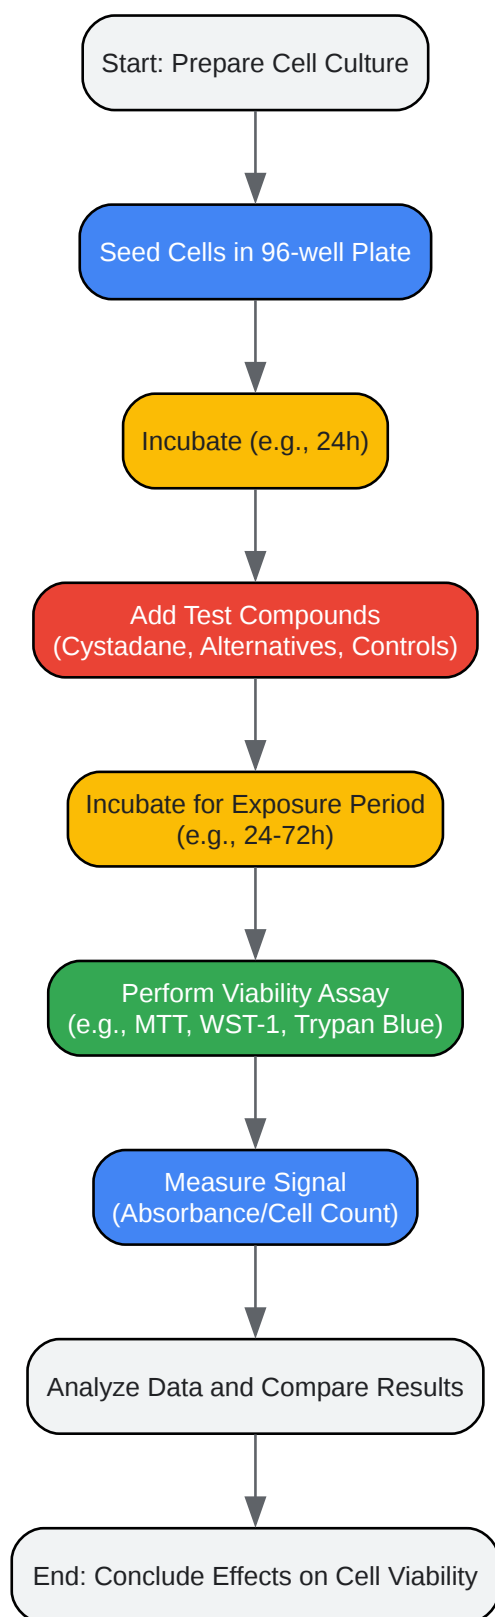 Start: Prepare Cell Culture
Seed Cells in 96-well Plate
Incubate (e.g., 24h)
Add Test Compounds
(Cystadane, Alternatives, Controls)
Incubate for Exposure Period
(e.g., 24-72h)
Perform Viability Assay
(e.g., MTT, WST-1, Trypan Blue)
Measure Signal
(Absorbance/Cell Count)
Analyze Data and Compare Results
End: Conclude Effects on Cell Viability